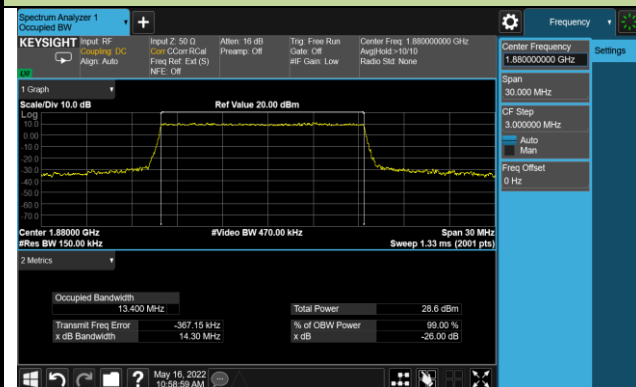 Spectrum Analyzer 1
Occupied BW
Frequency
KEYSIGHT
Input: RF
Coupling: DC
Align: Auto
Input Z: 50 Ω
Corr CCorr RCal
Freq Ref: Ext (S)
NFE: Off
Atten: 16 dB
Preamp: Off
Trig: Free Run
Gate: Off
#IF Gain: Low
Center Freq: 1.880000000 GHz
Avg|Hold:>10/10
Radio Std: None
Center Frequency
1.880000000 GHz
Settings
Span
30.000 MHz
CF Step
3.000000 MHz
Auto
Man
Freq Offset
0 Hz
1 Graph
Scale/Div 10.0 dB
Ref Value 20.00 dBm
Log
10.0
0.00
-10.0
-20.0
-30.0
-40.0
-50.0
-60.0
-70.0
Center 1.88000 GHz
#Video BW 470.00 kHz
Span 30 MHz
#Res BW 150.00 kHz
Sweep 1.33 ms (2001 pts)
2 Metrics
Occupied Bandwidth
13.400 MHz
Total Power 28.6 dBm
Transmit Freq Error -367.15 kHz
% of OBW Power 99.00 %
x dB Bandwidth 14.30 MHz
x dB -26.00 dB
?
May 16, 2022
10:58:59 AM